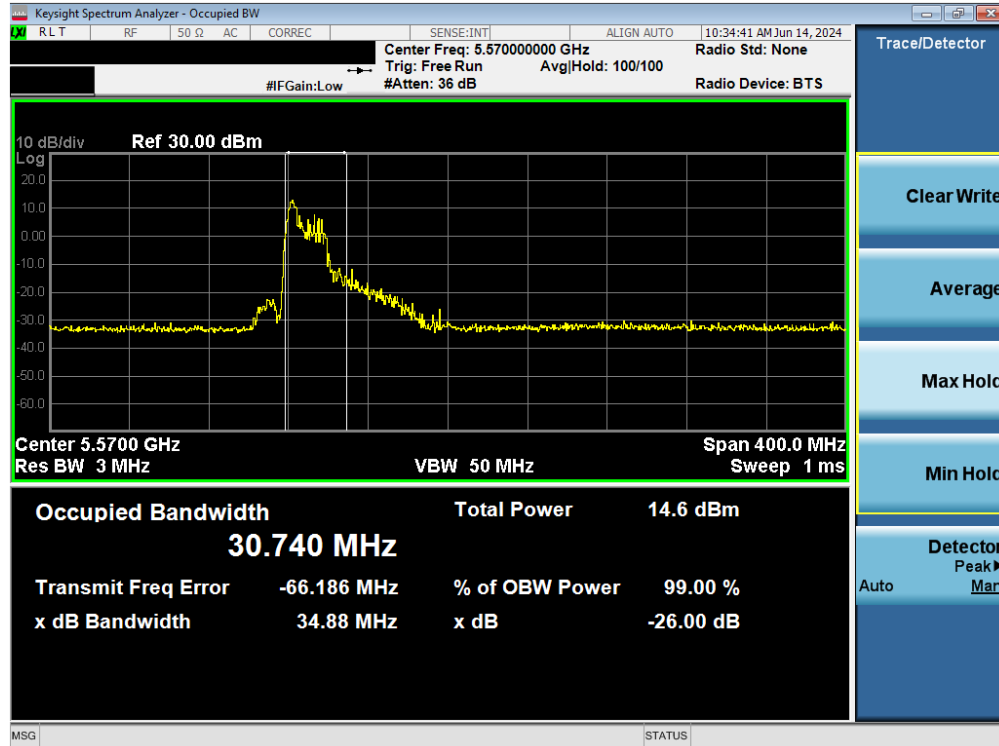 Keysight Spectrum Analyzer - Occupied BW
LXI RLT RF 50 Ω AC CORREC SENSE:INT ALIGN AUTO 10:34:41 AM Jun 14, 2024
Center Freq: 5.570000000 GHz Radio Std: None
Trig: Free Run Avg|Hold: 100/100
#IFGain:Low #Atten: 36 dB Radio Device: BTS
Trace/Detector
10 dB/div Ref 30.00 dBm
Log
20.0
10.0
0.00
-10.0
-20.0
-30.0
-40.0
-50.0
-60.0
Center 5.5700 GHz Span 400.0 MHz
Res BW 3 MHz VBW 50 MHz Sweep 1 ms
Occupied Bandwidth Total Power 14.6 dBm
30.740 MHz
Transmit Freq Error -66.186 MHz % of OBW Power 99.00 %
x dB Bandwidth 34.88 MHz x dB -26.00 dB
Clear Write
Average
Max Hold
Min Hold
Detector
Peak▶
Auto Man
MSG STATUS